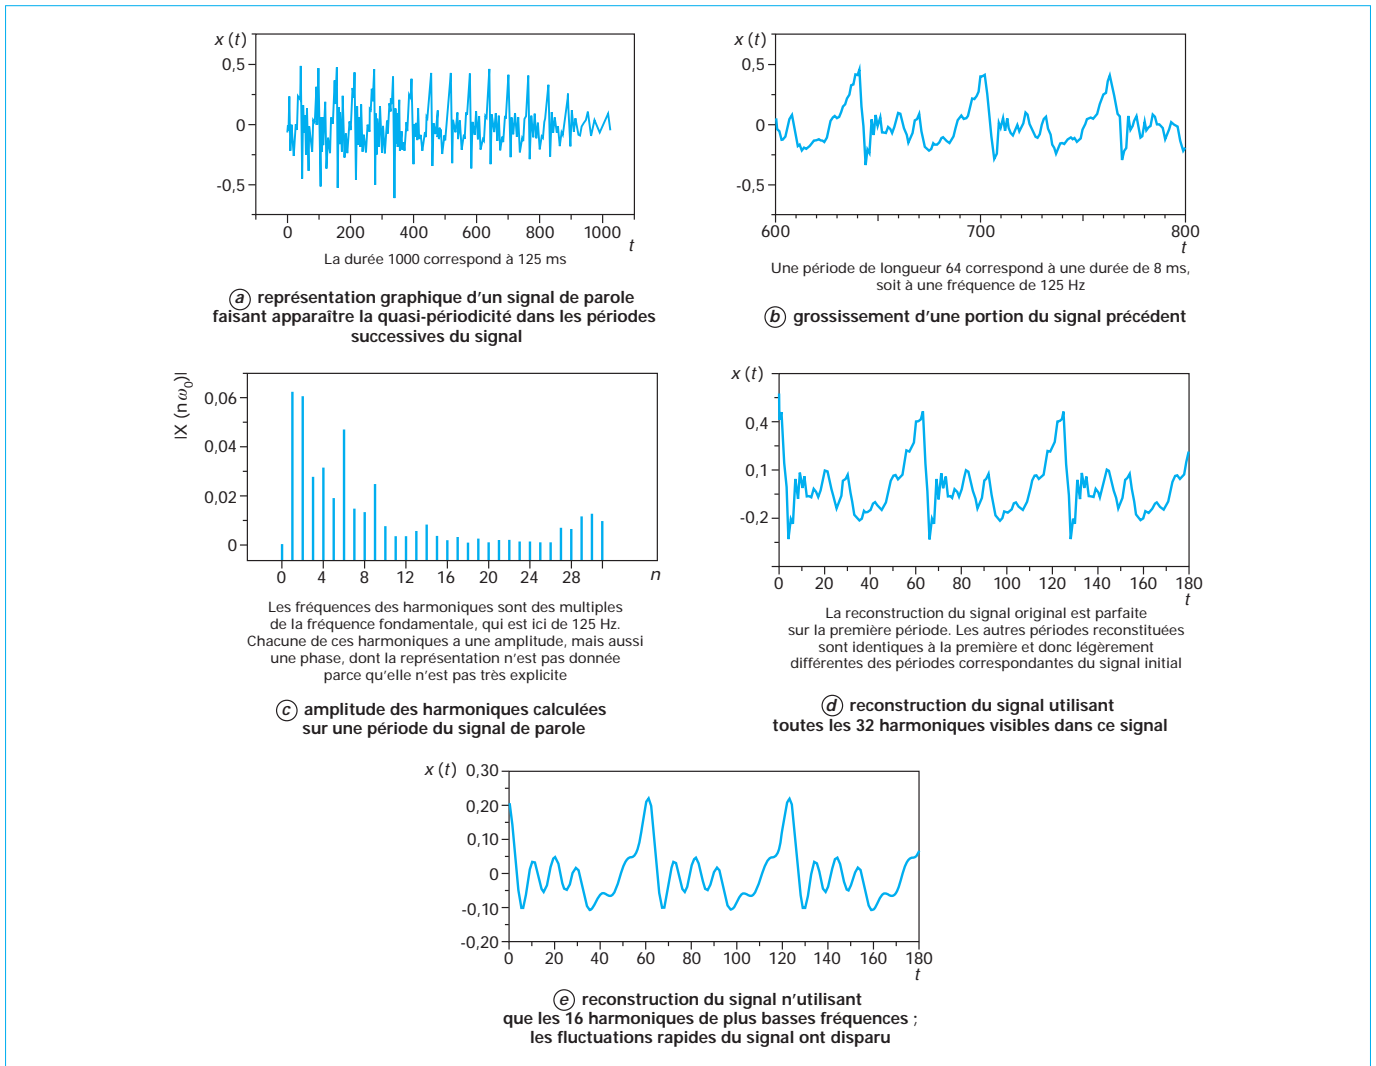 x (t)
0,5
0
-0,5
0 200 400 600 800 1000 t
La durée 1000 correspond à 125 ms
a représentation graphique d'un signal de parole
faisant apparaître la quasi-périodicité dans les périodes
successives du signal
x (t)
0,5
0
-0,5
600 700 800
t
Une période de longueur 64 correspond à une durée de 8 ms,
soit à une fréquence de 125 Hz
b grossissement d'une portion du signal précédent
|X (nω0)|
0,06
0,04
0,02
0
0 4 8 12 16 20 24 28 n
Les fréquences des harmoniques sont des multiples
de la fréquence fondamentale, qui est ici de 125 Hz.
Chacune de ces harmoniques a une amplitude, mais aussi
une phase, dont la représentation n'est pas donnée
parce qu'elle n'est pas très explicite
c amplitude des harmoniques calculées
sur une période du signal de parole
x (t)
0,4
0,1
-0,2
0 20 40 60 80 100 120 140 160 180
t
La reconstruction du signal original est parfaite
sur la première période. Les autres périodes reconstituées
sont identiques à la première et donc légèrement
différentes des périodes correspondantes du signal initial
d reconstruction du signal utilisant
toutes les 32 harmoniques visibles dans ce signal
x (t) 0,30
0,20
0,10
0
-0,10
-0,20
0 20 40 60 80 100 120 140 160 180
t
e reconstruction du signal n'utilisant
que les 16 harmoniques de plus basses fréquences ;
les fluctuations rapides du signal ont disparu